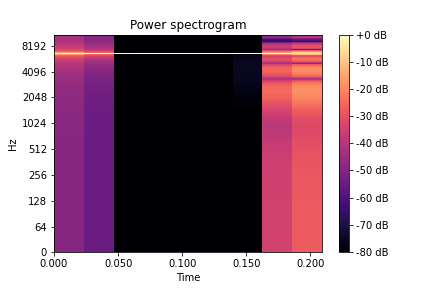 Power spectrogram
Hz
8192
4096
2048
1024
512
256
128
64
0
0.000 0.050 0.100 0.150 0.200
Time
+0 dB
-10 dB
-20 dB
-30 dB
-40 dB
-50 dB
-60 dB
-70 dB
-80 dB